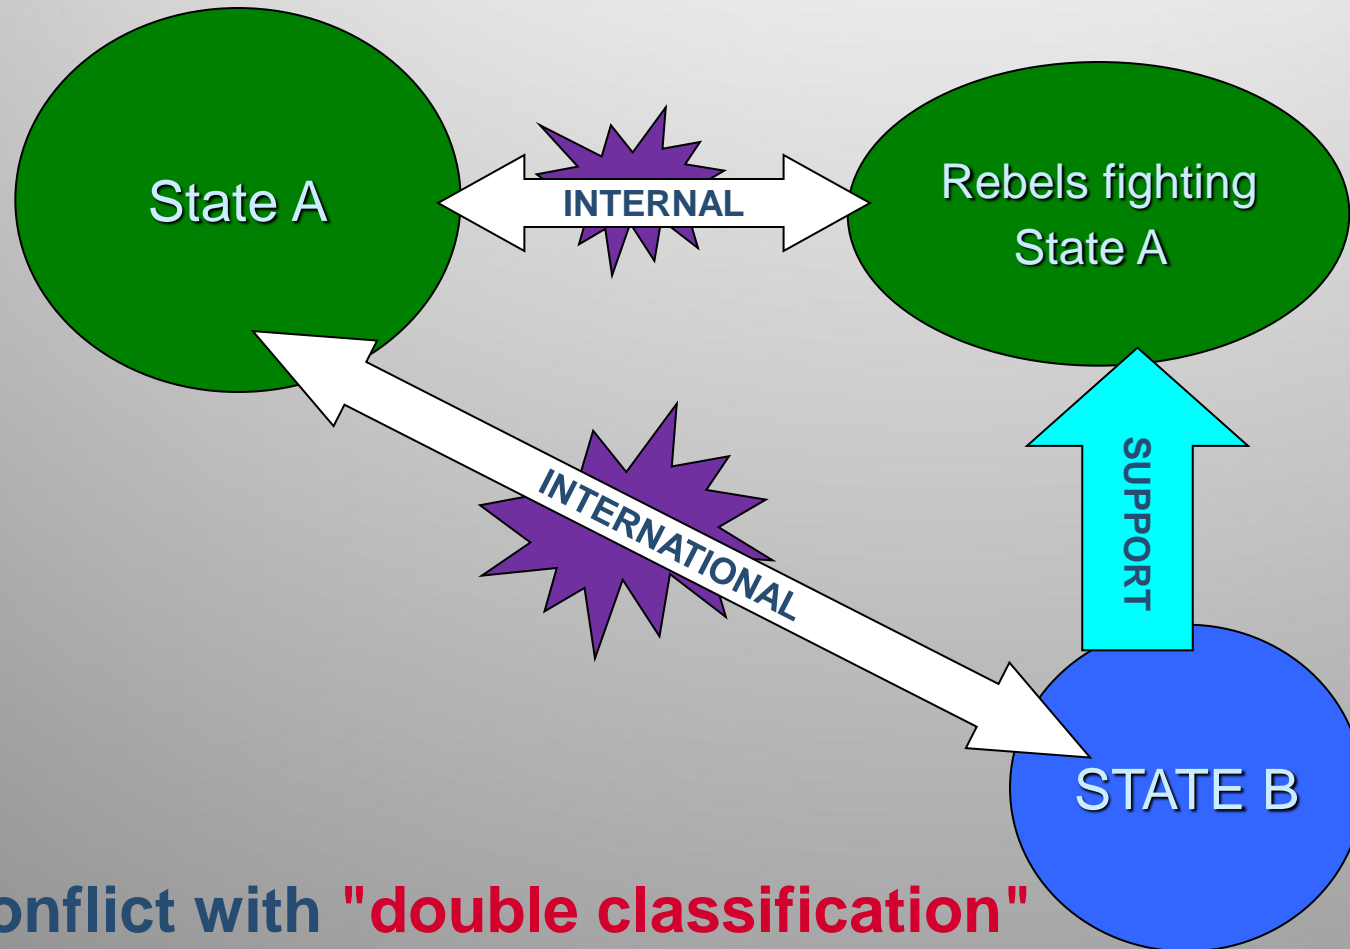 State A
INTERNAL
Rebels fighting
State A
INTERNATIONAL
SUPPORT
STATE B
onflict with "double classification"